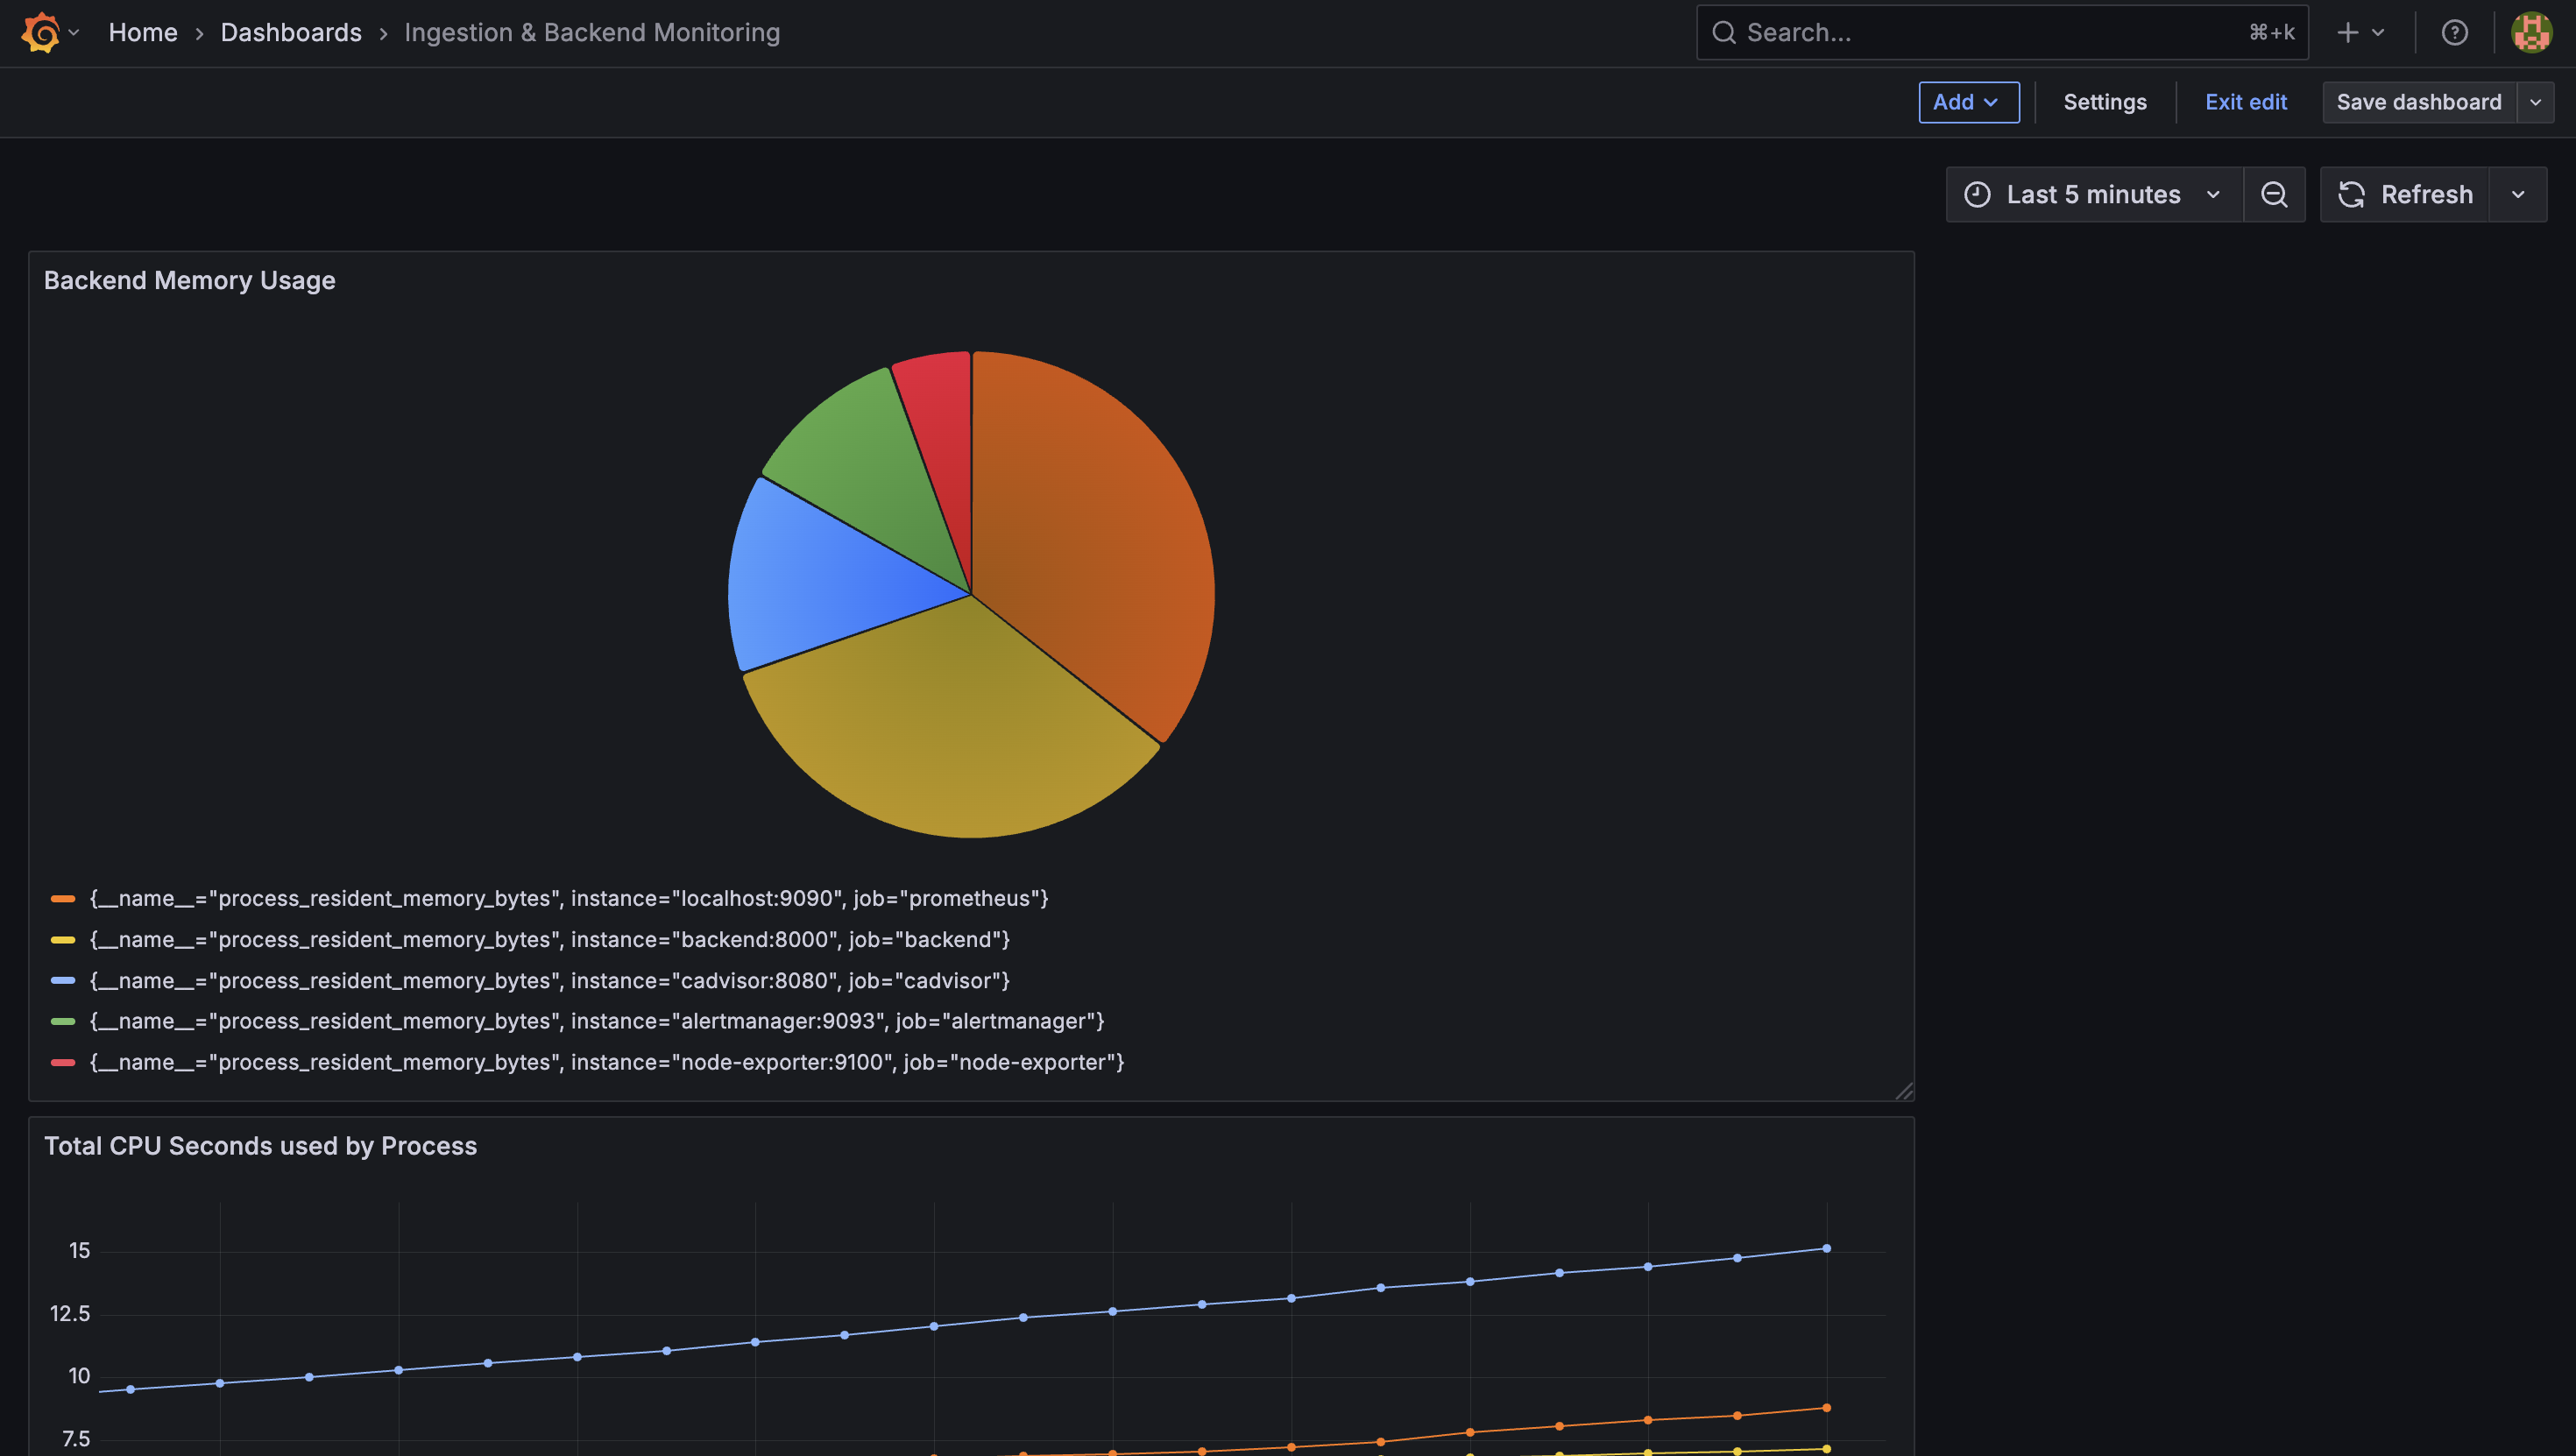 Home › Dashboards › Ingestion & Backend Monitoring
Search...
⌘+k
Add
Settings
Exit edit
Save dashboard
Last 5 minutes
Refresh
Backend Memory Usage
{__name__="process_resident_memory_bytes", instance="localhost:9090", job="prometheus"}
{__name__="process_resident_memory_bytes", instance="backend:8000", job="backend"}
{__name__="process_resident_memory_bytes", instance="cadvisor:8080", job="cadvisor"}
{__name__="process_resident_memory_bytes", instance="alertmanager:9093", job="alertmanager"}
{__name__="process_resident_memory_bytes", instance="node-exporter:9100", job="node-exporter"}
Total CPU Seconds used by Process
15
12.5
10
7.5